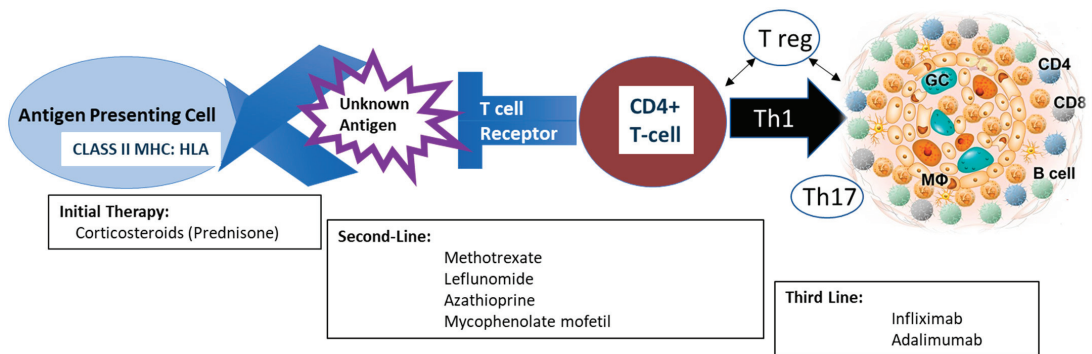 Antigen Presenting Cell
CLASS II MHC: HLA
Unknown
Antigen
T cell
Receptor
CD4+
T-cell
T reg
Th1
Th17
GC
MΦ
CD4
CD8
B cell
Initial Therapy:
Corticosteroids (Prednisone)
Second-Line:
Methotrexate
Leflunomide
Azathioprine
Mycophenolate mofetil
Third Line:
Infliximab
Adalimumab